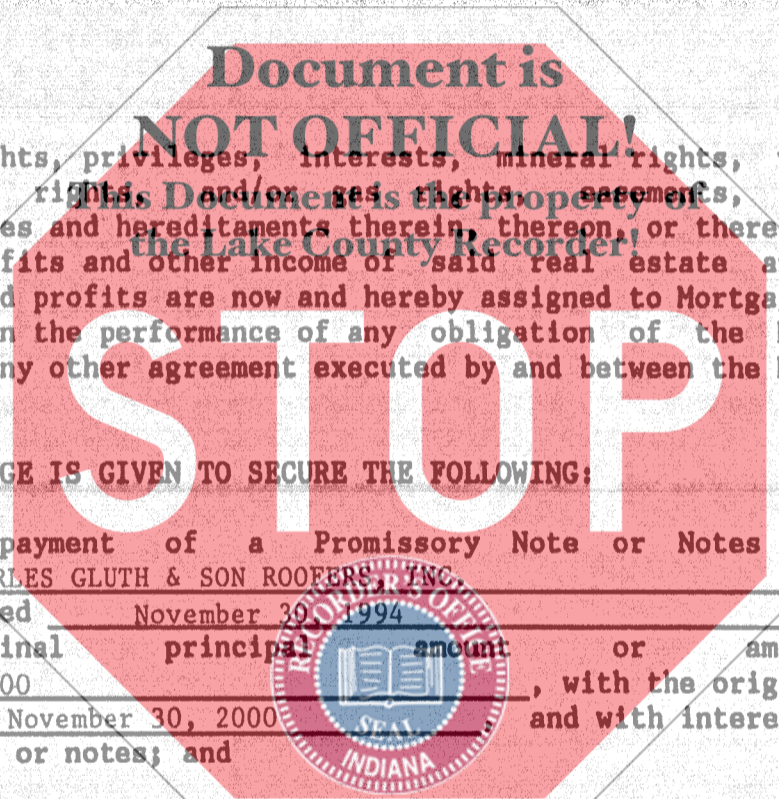 Document is
NOT OFFICIAL!
This Document is the property of
the Lake County Recorder!
hts, privileges, interests, mineral rights,
rights, and/or gas rights, easements,
es and hereditaments therein, thereon, or there
fits and other income of said real estate a
d profits are now and hereby assigned to Mortga
n the performance of any obligation of the
ny other agreement executed by and between the
STOP
GE IS GIVEN TO SECURE THE FOLLOWING:
payment of a Promissory Note or Notes
RLES GLUTH & SON ROOFERS, INC.
ed November 30, 1994
inal principal amount or am
00 , with the orig
November 30, 2000 , and with intere
or notes; and
RECORDER'S OFFICE
SEAL
INDIANA